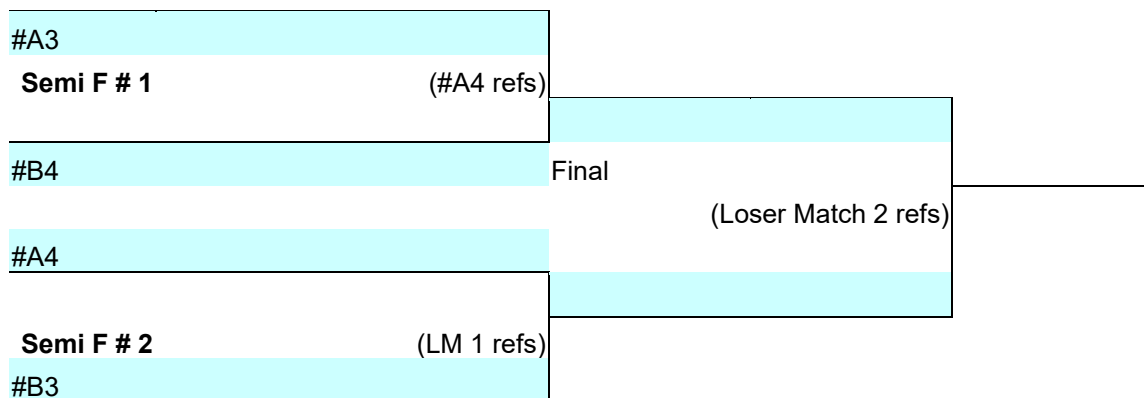 #A3
Semi F # 1 (#A4 refs)
#B4 Final
(Loser Match 2 refs)
#A4
Semi F # 2 (LM 1 refs)
#B3